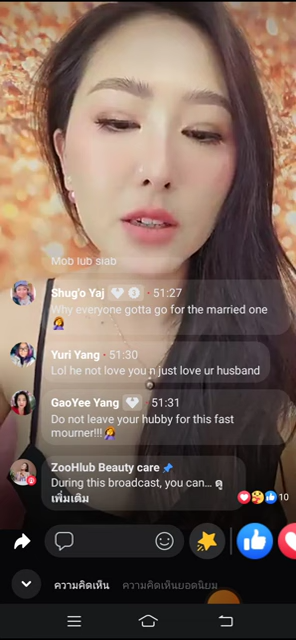 Mob lub siab
Shug'o Yaj 3 · 51:27
Why everyone gotta go for the married one
Yuri Yang · 51:30
Lol he not love you n just love ur husband
GaoYee Yang · 51:31
Do not leave your hubby for this fast
mourner!!!
ZooHlub Beauty care
During this broadcast, you can... ดู
เพิ่มเติม
10
ความคิดเห็น ความคิดเห็นยอดนิยม